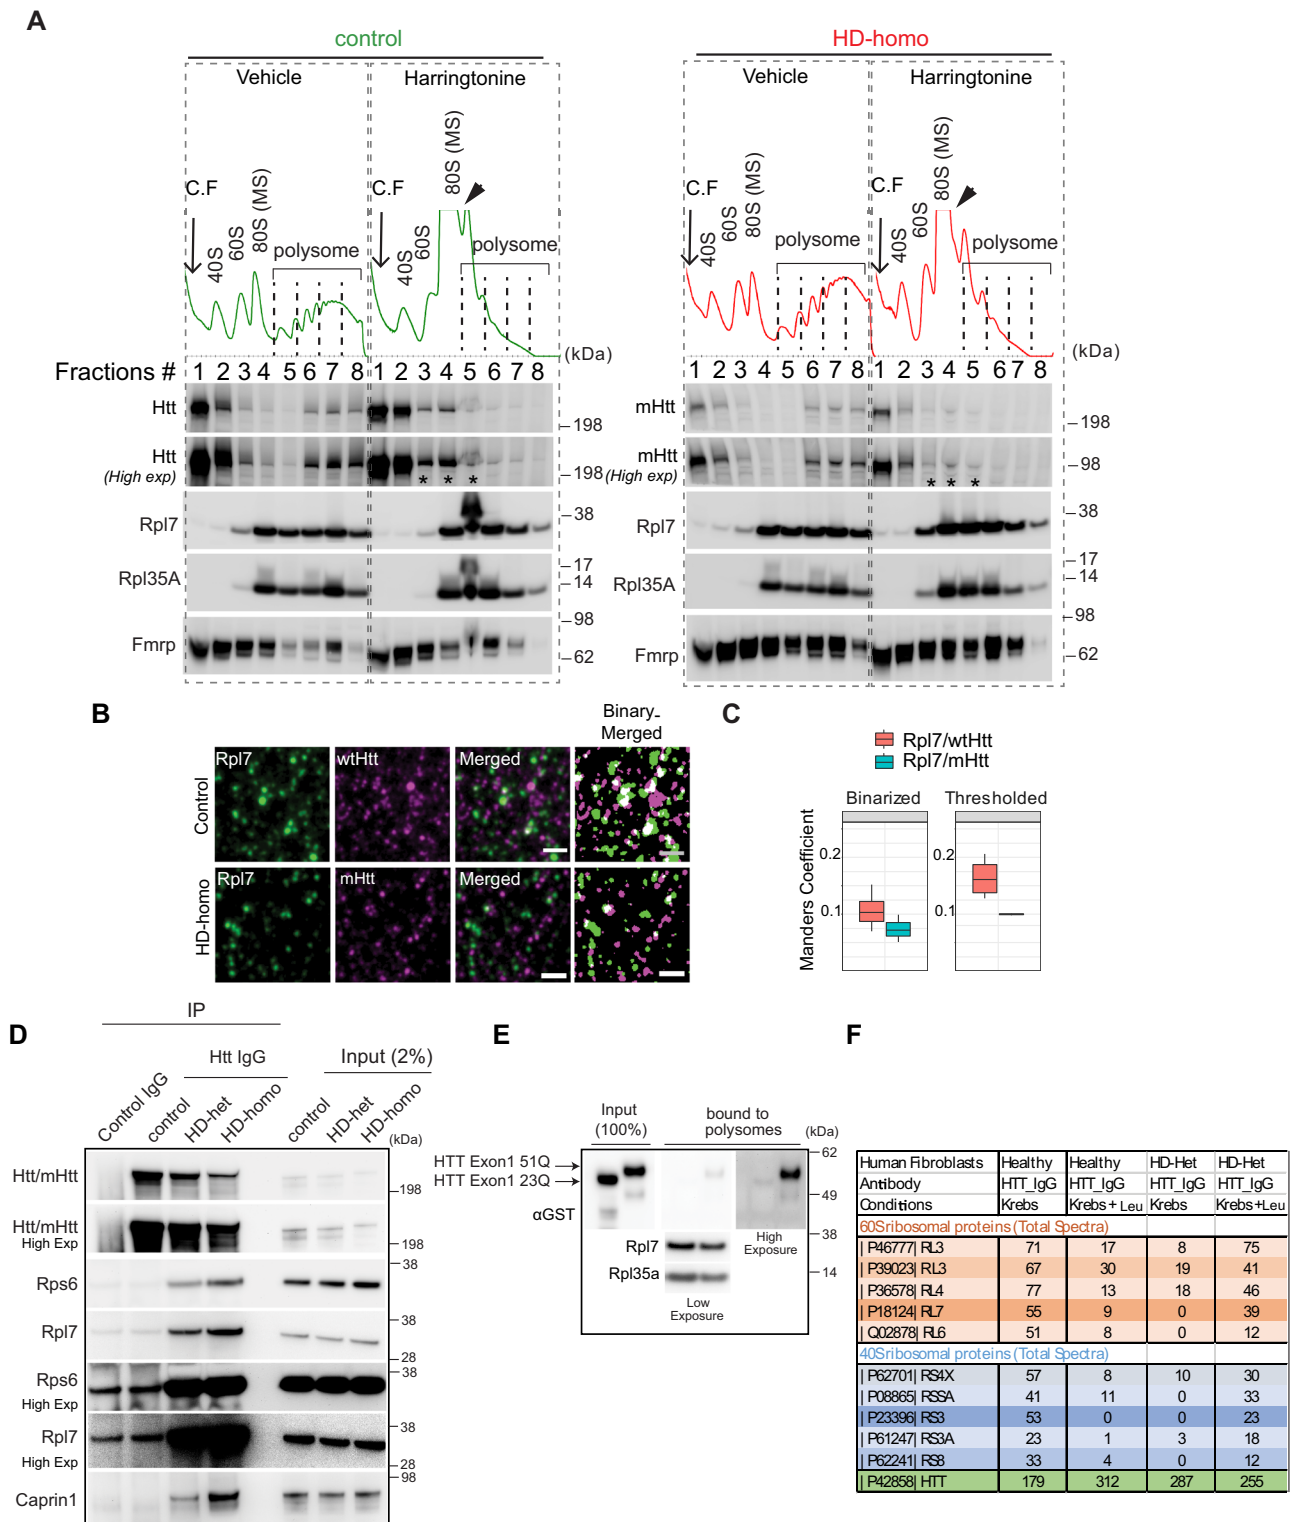 A
control
HD-homo
Vehicle
Harringtonine
Vehicle
Harringtonine
C.F
40S
60S
80S (MS)
polysome
C.F
40S
60S
80S (MS)
polysome
C.F
40S
60S
80S (MS)
polysome
C.F
40S
60S
80S (MS)
polysome
(kDa)
(kDa)
Fractions #
1 2 3 4 5 6 7 8 1 2 3 4 5 6 7 8
1 2 3 4 5 6 7 8 1 2 3 4 5 6 7 8
Htt
198
mHtt
198
Htt
(High exp)
198
* * *
mHtt
(High exp)
98
* * *
Rpl7
38
Rpl7
38
Rpl35A
17
14
Rpl35A
17
14
Fmrp
98
62
Fmrp
98
62
B
Binary-
Merged
Rpl7
wtHtt
Merged
Control
Rpl7
mHtt
Merged
HD-homo
C
Rpl7/wtHtt
Rpl7/mHtt
Binarized
Thresholded
Manders Coefficient
0.2
0.1
0.2
0.1
D
IP
Htt IgG
Input (2%)
Control IgG
control
HD-het
HD-homo
control
HD-het
HD-homo
(kDa)
Htt/mHtt
198
Htt/mHtt
High Exp
198
Rps6
38
Rpl7
38
28
Rps6
High Exp
38
Rpl7
High Exp
38
28
Caprin1
98
E
Input
(100%)
bound to
polysomes
(kDa)
HTT Exon1 51Q
HTT Exon1 23Q
αGST
62
49
38
14
High
Exposure
Rpl7
Rpl35a
Low
Exposure
F
Human Fibroblasts Healthy Healthy HD-Het HD-Het
Antibody HTT_IgG HTT_IgG HTT_IgG HTT_IgG
Conditions Krebs Krebs + Leu Krebs Krebs+Leu
60Sribosomal proteins (Total Spectra)
| P46777| RL3 71 17 8 75
| P39023| RL3 67 30 19 41
| P36578| RL4 77 13 18 46
| P18124| RL7 55 9 0 39
| Q02878| RL6 51 8 0 12
40Sribosomal proteins (Total Spectra)
| P62701| RS4X 57 8 10 30
| P08865| RSSA 41 11 0 33
| P23396| RS3 53 0 0 23
| P61247| RS3A 23 1 3 18
| P62241| RS8 33 4 0 12
| P42858| HTT 179 312 287 255